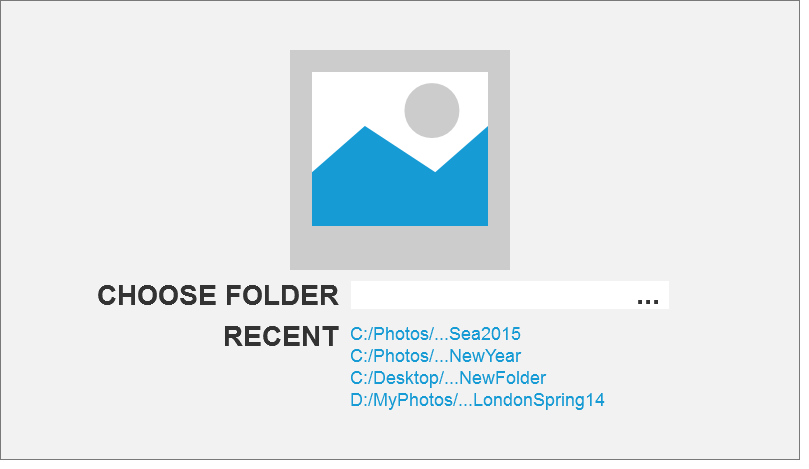 CHOOSE FOLDER ...
RECENT C:/Photos/...Sea2015
C:/Photos/...NewYear
C:/Desktop/...NewFolder
D:/MyPhotos/...LondonSpring14